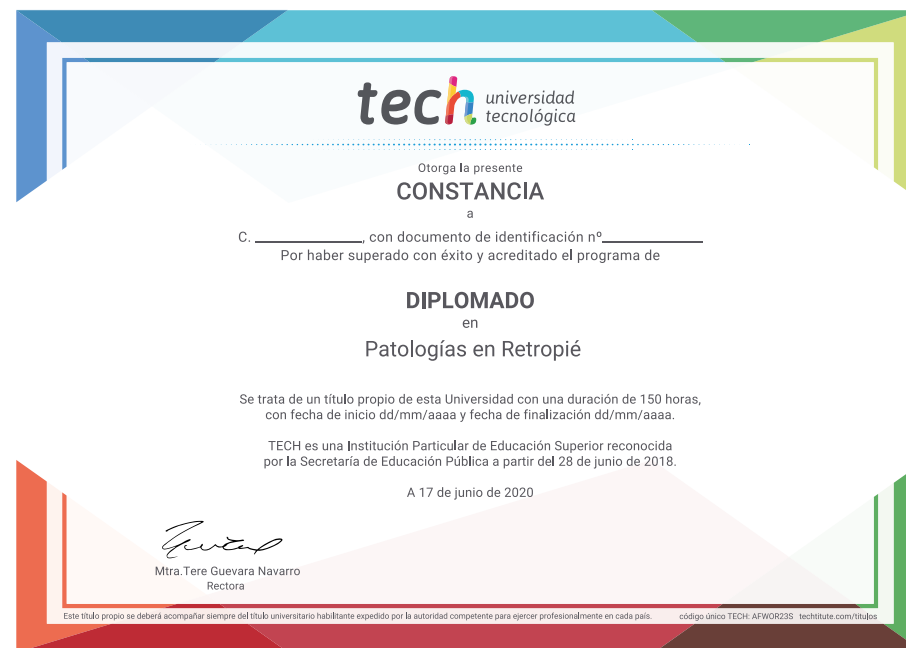 tech universidad
tecnológica
Otorga la presente
CONSTANCIA
a
C. ____________, con documento de identificación nº____________
Por haber superado con éxito y acreditado el programa de
DIPLOMADO
en
Patologías en Retropié
Se trata de un título propio de esta Universidad con una duración de 150 horas,
con fecha de inicio dd/mm/aaaa y fecha de finalización dd/mm/aaaa.
TECH es una Institución Particular de Educación Superior reconocida
por la Secretaría de Educación Pública a partir del 28 de junio de 2018.
A 17 de junio de 2020
Mtra.Tere Guevara Navarro
Rectora
Este título propio se deberá acompañar siempre del título universitario habilitante expedido por la autoridad competente para ejercer profesionalmente en cada país. código único TECH: AFWOR23S techtitute.com/titulos